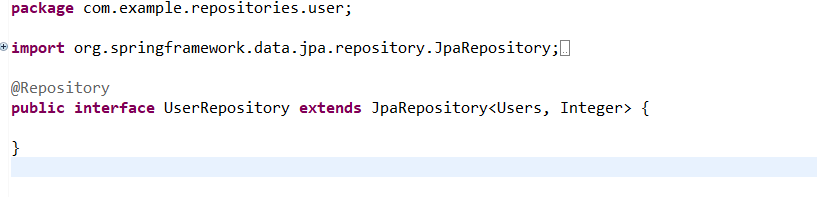 package com.example.repositories.user;
import org.springframework.data.jpa.repository.JpaRepository;
@Repository
public interface UserRepository extends JpaRepository<Users, Integer> {
}